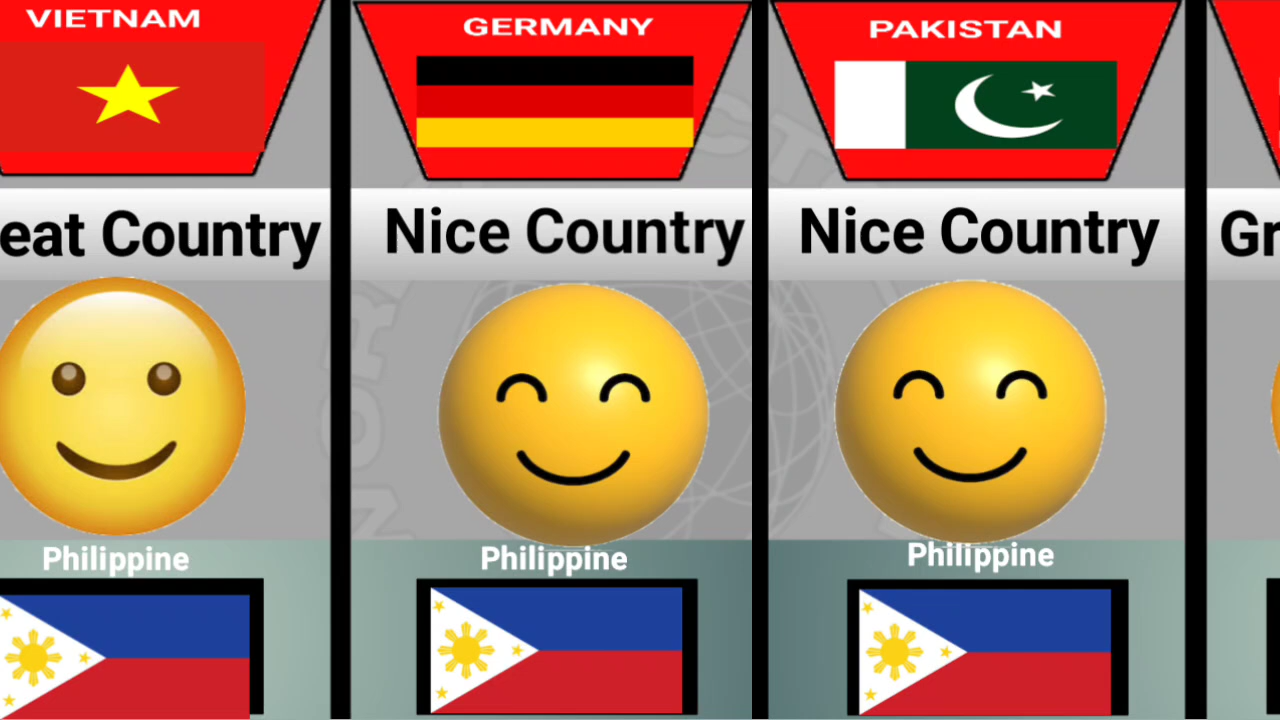 VIETNAM
GERMANY
PAKISTAN
eat Country
Nice Country
Nice Country
Gr
Philippine
Philippine
Philippine